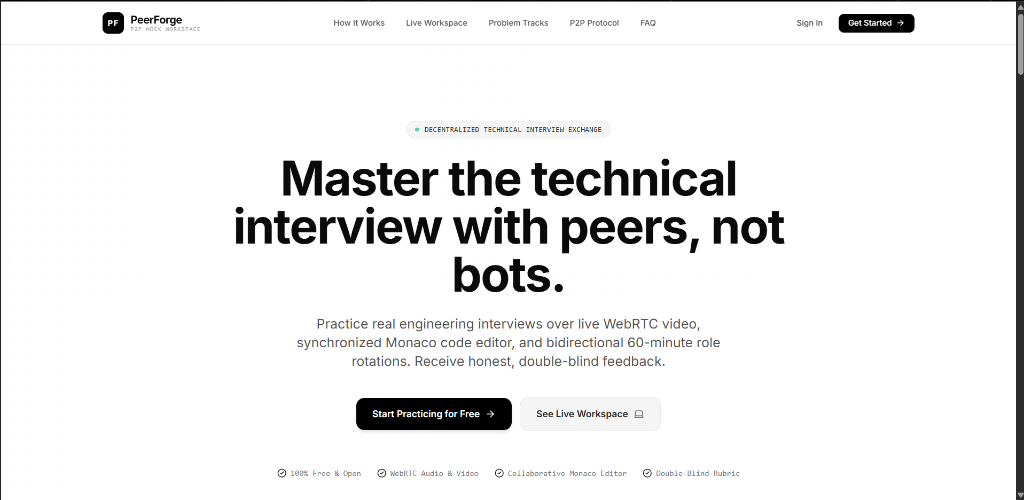 PF
PeerForge
P2P MOCK WORKSPACE
How It Works
Live Workspace
Problem Tracks
P2P Protocol
FAQ
Sign In
Get Started →
DECENTRALIZED TECHNICAL INTERVIEW EXCHANGE
Master the technical
interview with peers, not
bots.
Practice real engineering interviews over live WebRTC video,
synchronized Monaco code editor, and bidirectional 60-minute role
rotations. Receive honest, double-blind feedback.
Start Practicing for Free →
See Live Workspace
100% Free & Open
WebRTC Audio & Video
Collaborative Monaco Editor
Double-Blind Rubric